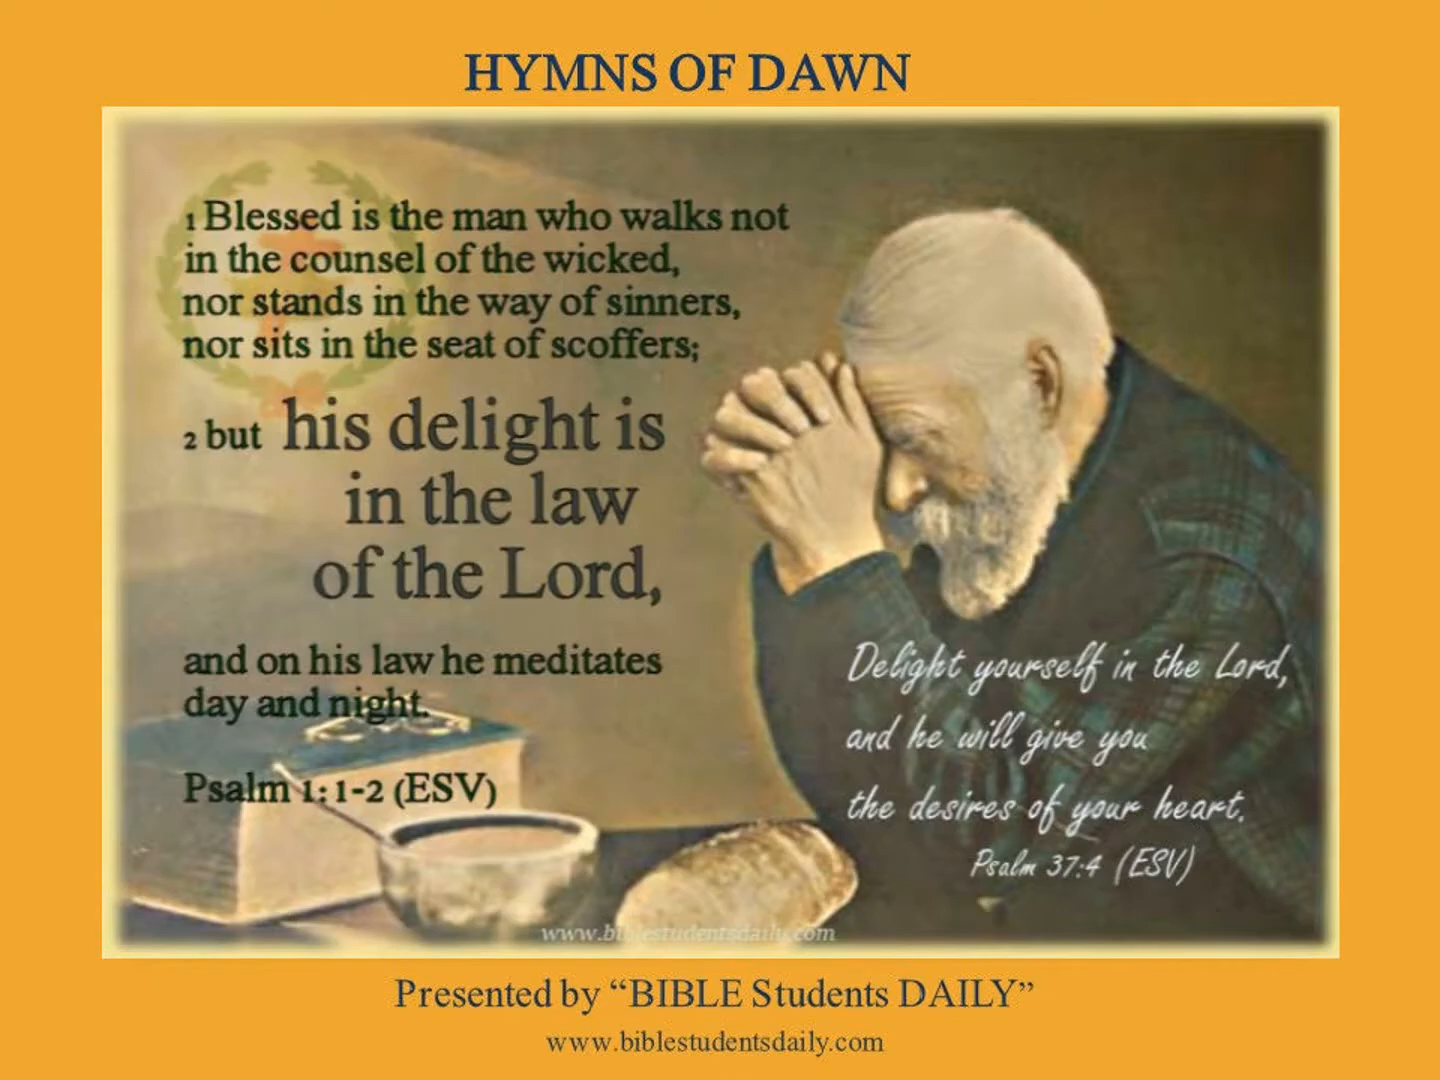 HYMNS OF DAWN
1 Blessed is the man who walks not
in the counsel of the wicked,
nor stands in the way of sinners,
nor sits in the seat of scoffers;
2 but his delight is
in the law
of the Lord,
and on his law he meditates
day and night.
Psalm 1:1-2 (ESV)
Delight yourself in the Lord,
and he will give you
the desires of your heart.
Psalm 37:4 (ESV)
www.biblestudentsdaily.com
Presented by “BIBLE Students DAILY”
www.biblestudentsdaily.com